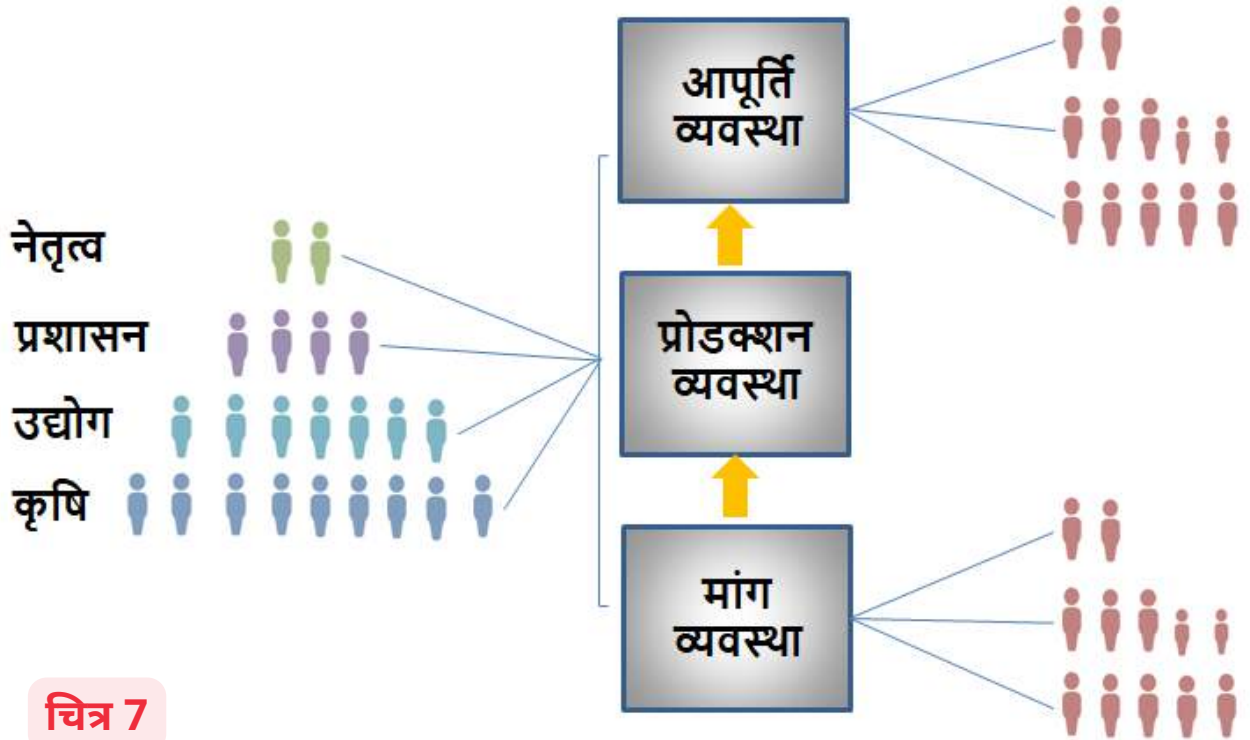 नेतृत्व
प्रशासन
उद्योग
कृषि
आपूर्ति
व्यवस्था
प्रोडक्शन
व्यवस्था
मांग
व्यवस्था
चित्र 7